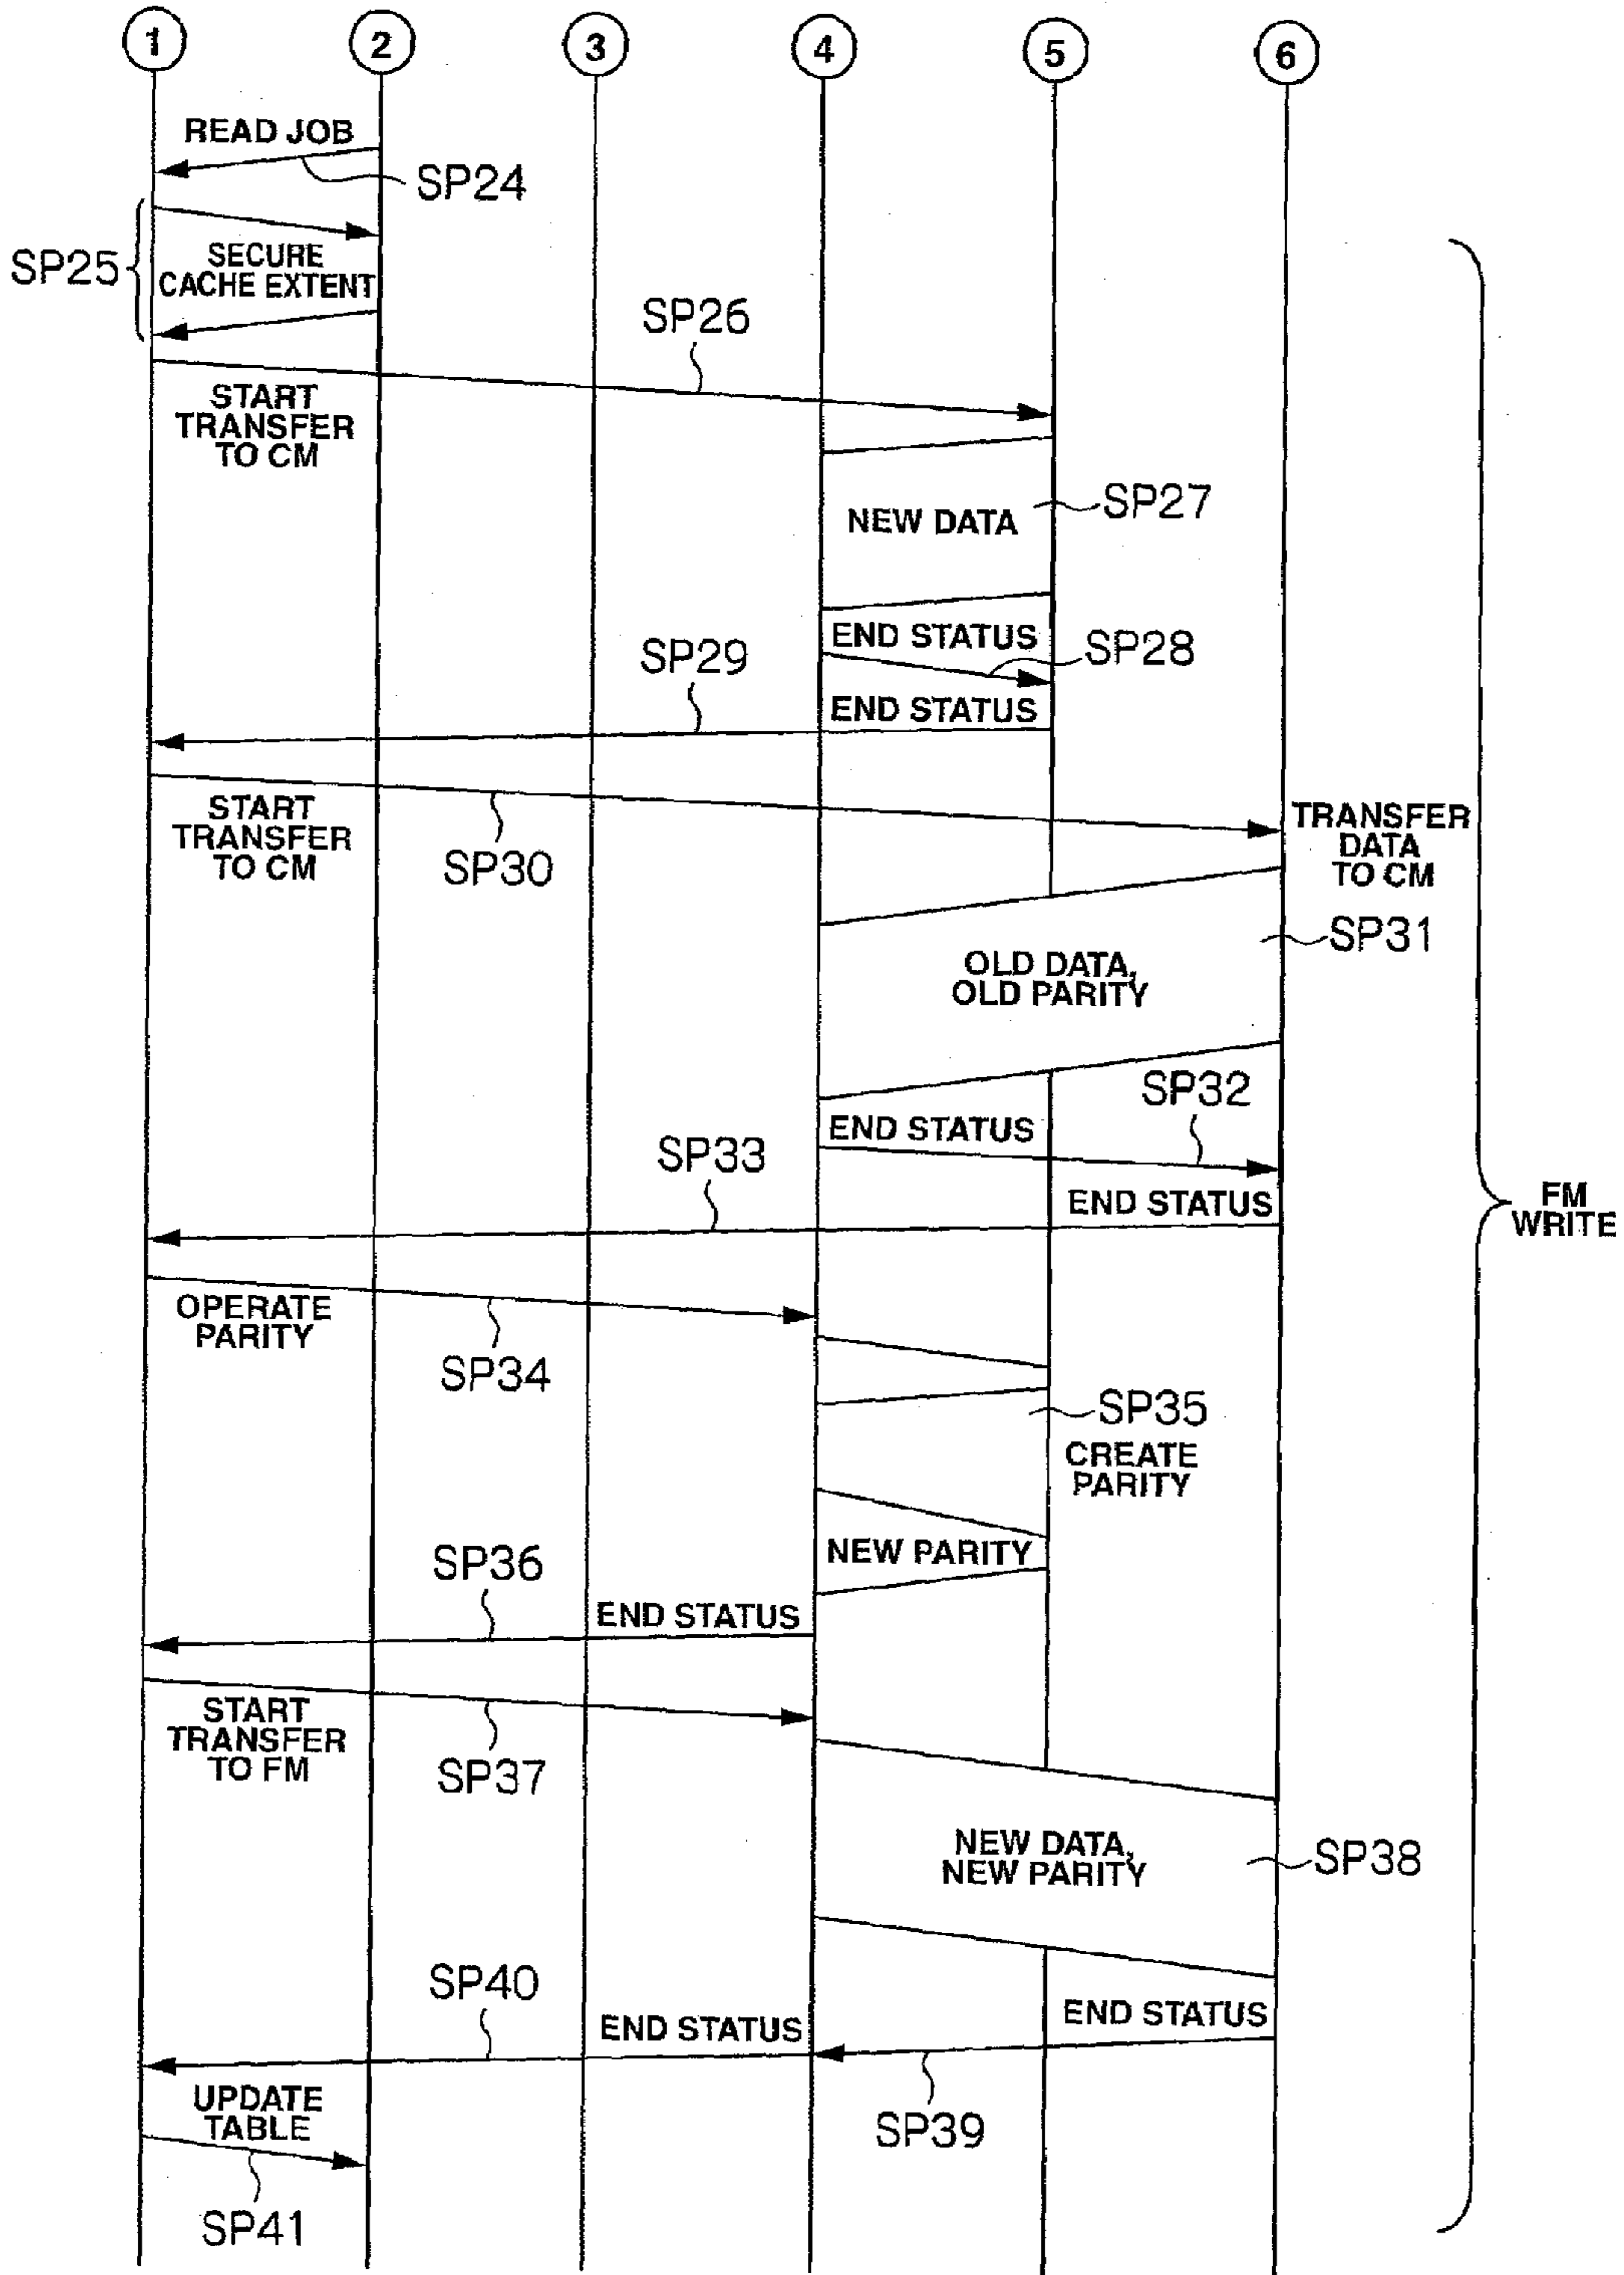 1 2 3 4 5 6
READ JOB
SP24
SP25
SECURE
CACHE EXTENT
SP26
START
TRANSFER
TO CM
SP27
NEW DATA
END STATUS
SP28
SP29
END STATUS
START
TRANSFER
TO CM
SP30
TRANSFER
DATA
TO CM
SP31
OLD DATA,
OLD PARITY
SP32
END STATUS
SP33
END STATUS
FM
WRITE
OPERATE
PARITY
SP34
SP35
CREATE
PARITY
NEW PARITY
SP36
END STATUS
START
TRANSFER
TO FM
SP37
NEW DATA,
NEW PARITY
SP38
SP40
END STATUS
END STATUS
UPDATE
TABLE
SP39
SP41